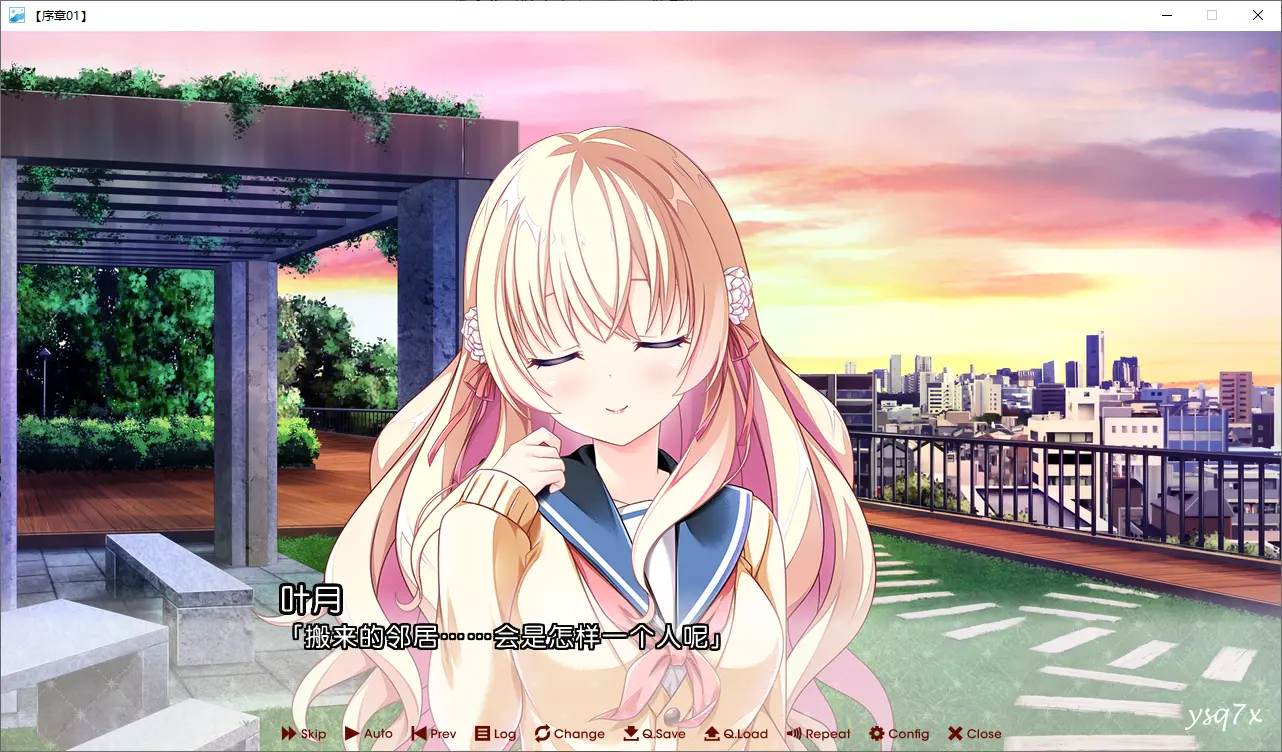 【序章01】
叶月
「搬来的邻居……会是怎样一个人呢」
ysq7x
Skip Auto Prev Log Change Q.Save Q.Load Repeat Config Close